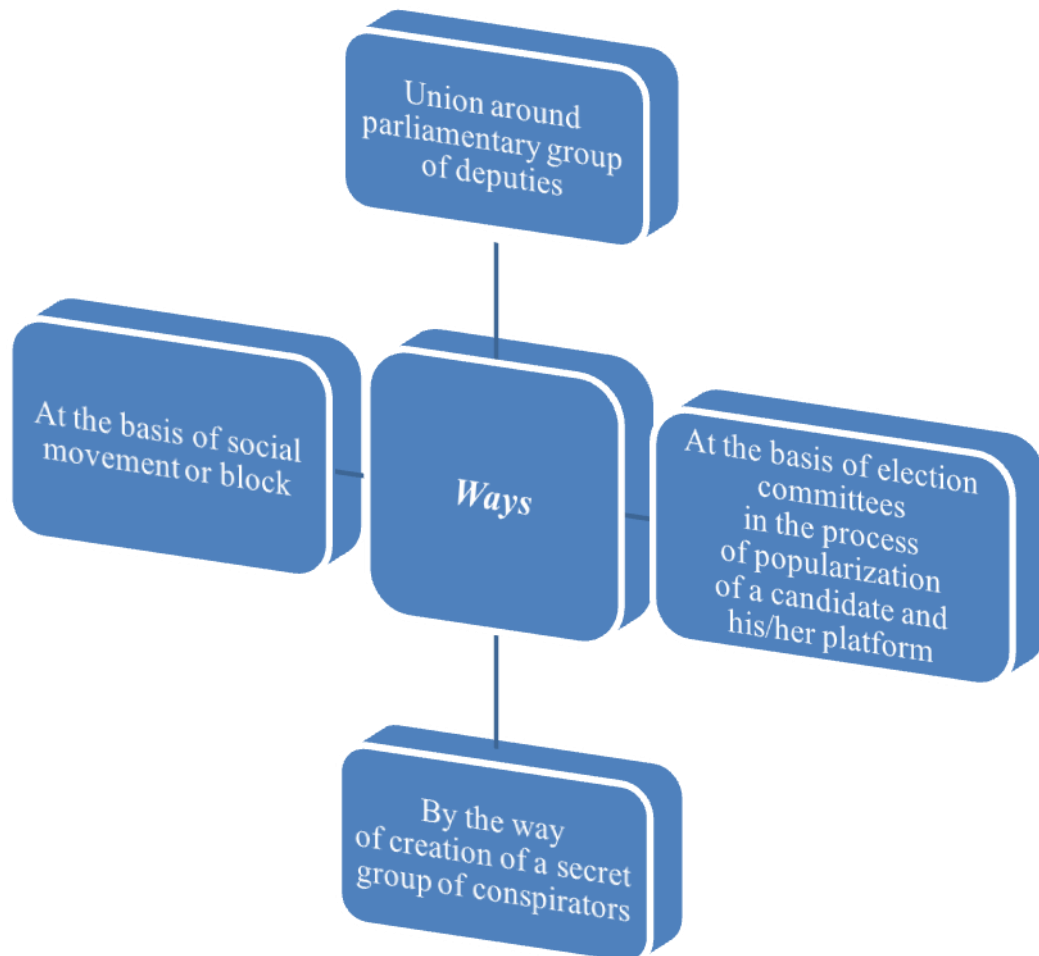 Union around
parliamentary group
of deputies
At the basis of social
movement or block
Ways
At the basis of election
committees
in the process
of popularization
of a candidate and
his/her platform
By the way
of creation of a secret
group of conspirators